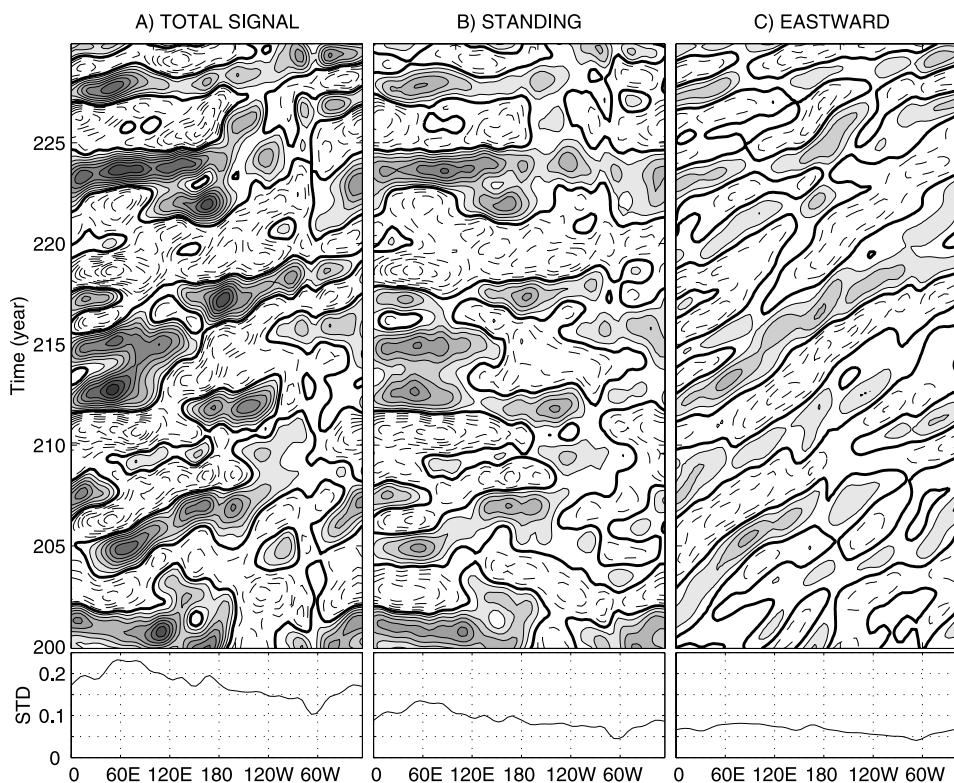 A) TOTAL SIGNAL B) STANDING C) EASTWARD
Time (year)
225
220
215
210
205
200
STD
0.2
0.1
0
0 60E 120E 180 120W 60W
0 60E 120E 180 120W 60W
0 60E 120E 180 120W 60W